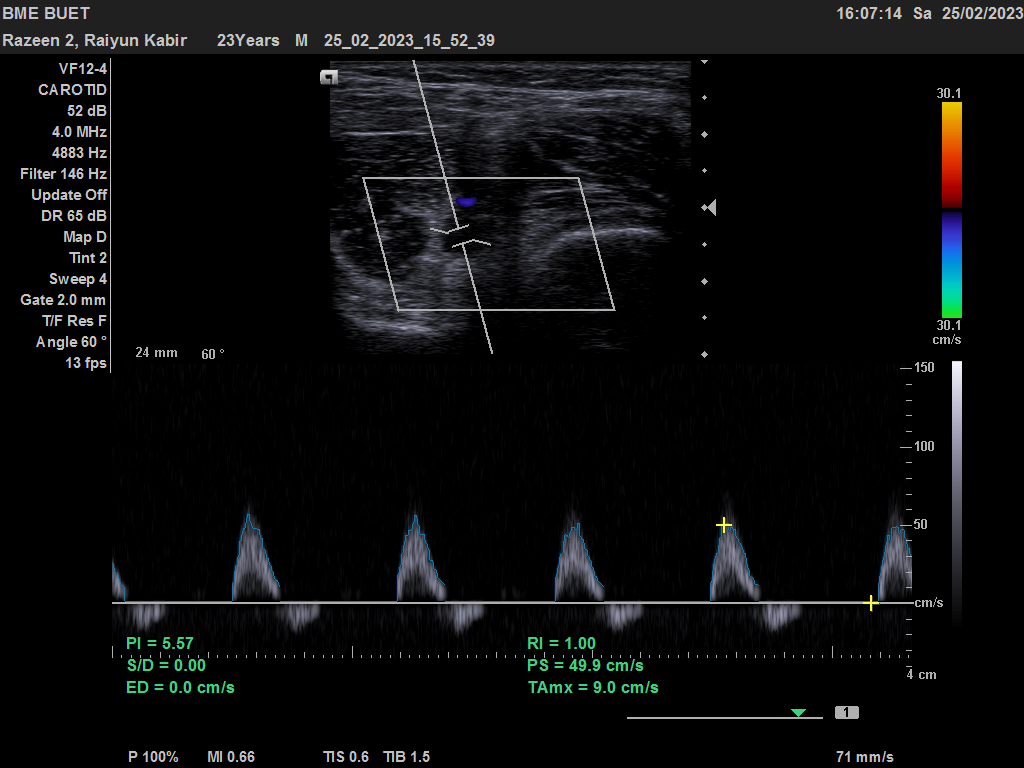 BME BUET 16:07:14 Sa 25/02/2023
Razeen 2, Raiyun Kabir 23Years M 25_02_2023_15_52_39
VF12-4
CAROTID
52 dB
4.0 MHz
4883 Hz
Filter 146 Hz
Update Off
DR 65 dB
Map D
Tint 2
Sweep 4
Gate 2.0 mm
T/F Res F
Angle 60 °
13 fps
24 mm 60 °
30.1
30.1
cm/s
150
100
50
cm/s
4 cm
PI = 5.57 RI = 1.00
S/D = 0.00 PS = 49.9 cm/s
ED = 0.0 cm/s TAmx = 9.0 cm/s
1
P 100% MI 0.66 TIS 0.6 TIB 1.5 71 mm/s